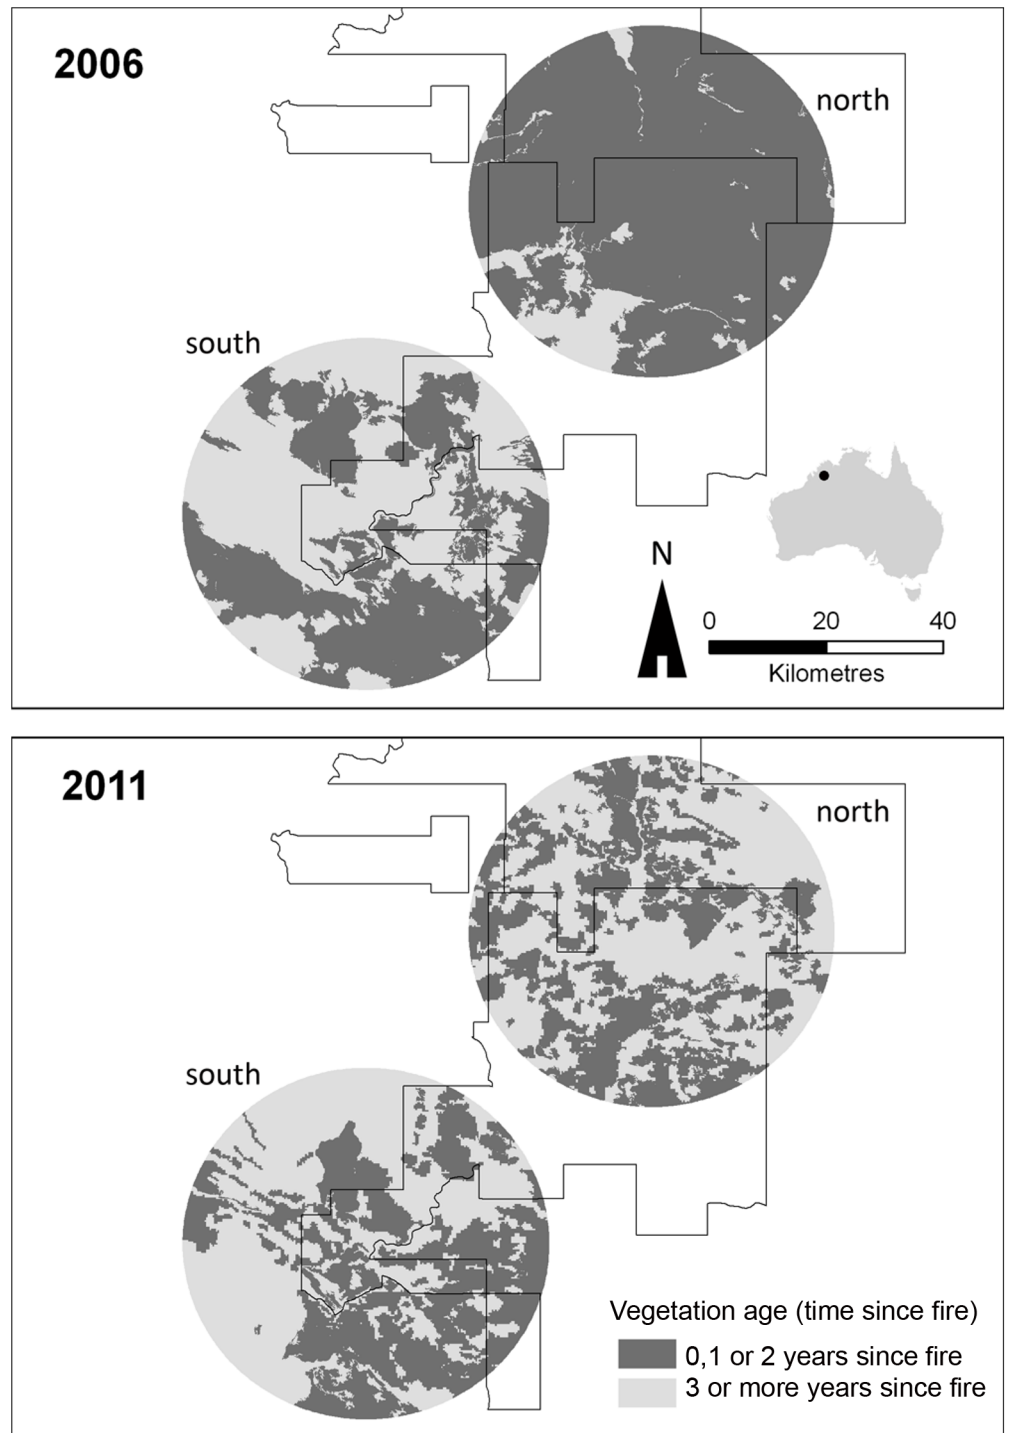 2006
north
south
N
0 20 40
Kilometres
2011
north
south
Vegetation age (time since fire)
0,1 or 2 years since fire
3 or more years since fire